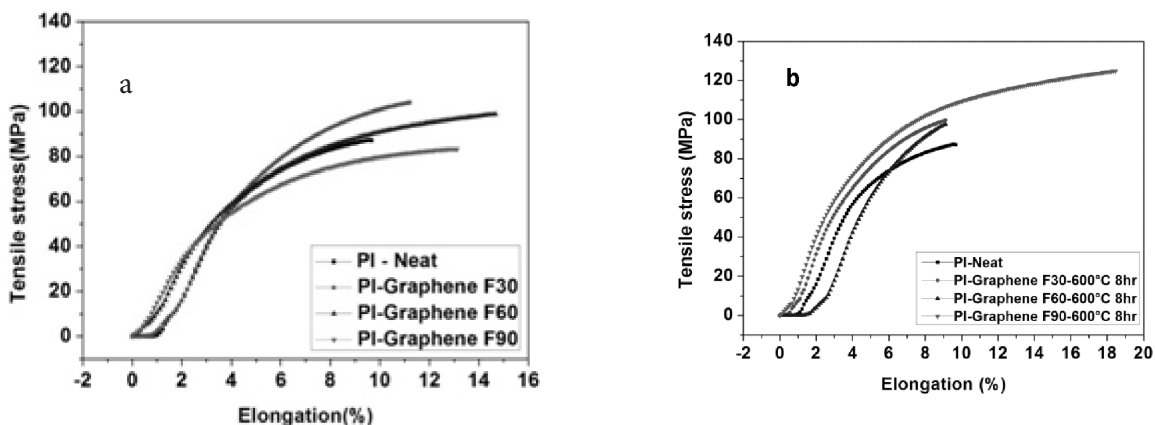 a
140
120
100
80
60
40
20
0
Tensile stress(MPa)
-2 0 2 4 6 8 10 12 14 16
Elongation(%)
PI - Neat
PI-Graphene F30
PI-Graphene F60
PI-Graphene F90
b
140
120
100
80
60
40
20
0
Tensile stress (MPa)
-2 0 2 4 6 8 10 12 14 16 18 20
Elongation (%)
PI-Neat
PI-Graphene F30-600°C 8hr
PI-Graphene F60-600°C 8hr
PI-Graphene F90-600°C 8hr